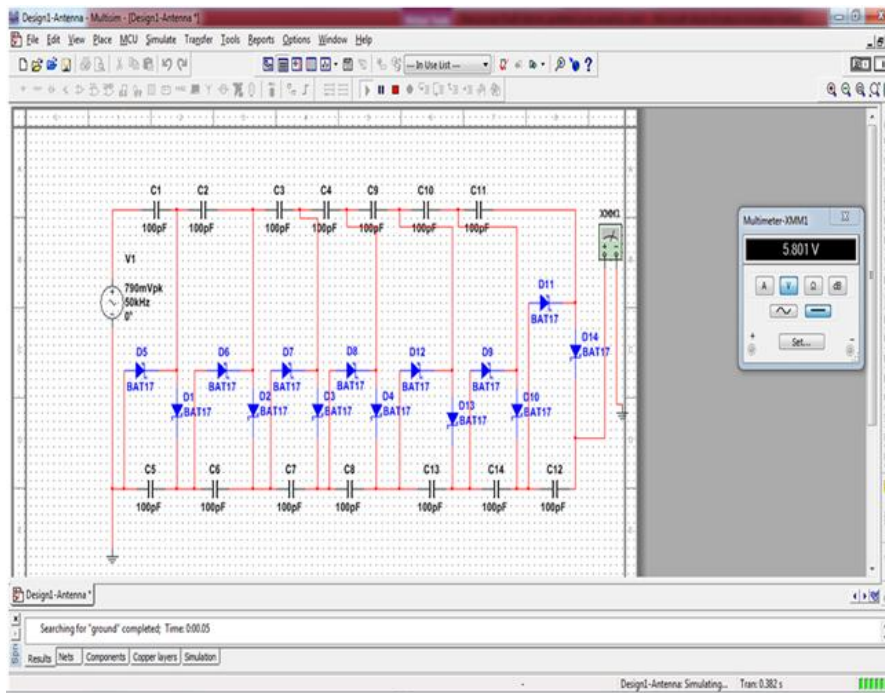 Design1-Antenna - Multisim - [Design1-Antenna *]
File Edit View Place MCU Simulate Transfer Tools Reports Options Window Help
--- In Use List ---
C1 C2 C3 C4 C9 C10 C11
100pF 100pF 100pF 100pF 100pF 100pF 100pF
XMM1
V1
790mVpk
50kHz
0°
D11
BAT17
D14
BAT17
D5 D6 D7 D8 D12 D9
BAT17 BAT17 BAT17 BAT17 BAT17 BAT17
D1 D2 D3 D4 D13 D10
BAT17 BAT17 BAT17 BAT17 BAT17 BAT17
C5 C6 C7 C8 C13 C14 C12
100pF 100pF 100pF 100pF 100pF 100pF 100pF
Multimeter-XMM1
5.801 V
A V Ω dB
+ Set... -
Design1-Antenna *
Searching for "ground" completed; Time: 0:00.05
Results Nets Components Copper layers Simulation
Design1-Antenna: Simulating... Tran: 0.382 s